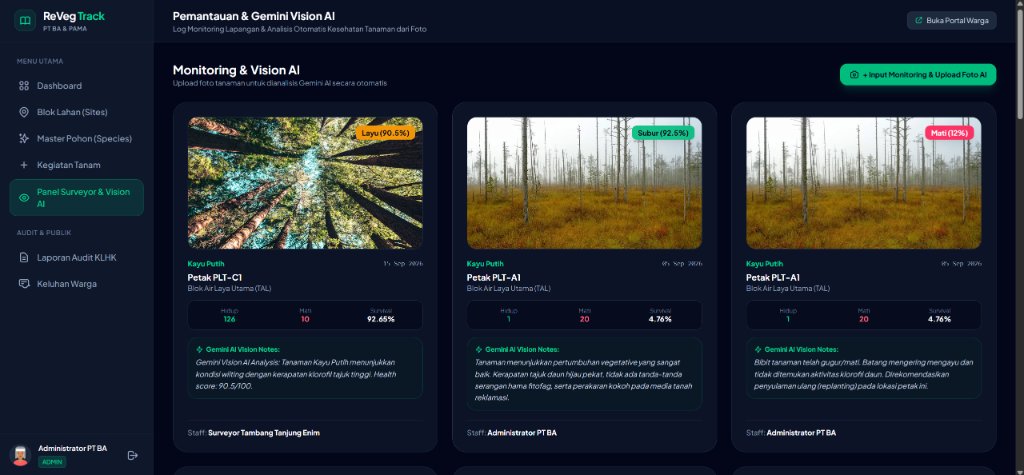 ReVeg Track
PT BA & PAMA
MENU UTAMA
Dashboard
Blok Lahan (Sites)
Master Pohon (Species)
Kegiatan Tanam
Panel Surveyor & Vision
AI
AUDIT & PUBLIK
Laporan Audit KLHK
Keluhan Warga
Administrator PT BA
ADMIN
Pemantauan & Gemini Vision AI
Log Monitoring Lapangan & Analisis Otomatis Kesehatan Tanaman dari Foto
Buka Portal Warga
Monitoring & Vision AI
Upload foto tanaman untuk dianalisis Gemini AI secara otomatis
+ Input Monitoring & Upload Foto AI
Layu (90.5%)
Kayu Putih
15 Sep 2026
Petak PLT-C1
Blok Air Laya Utama (TAL)
Hidup
Mati
Survival
126
10
92.65%
Gemini AI Vision Notes:
Gemini Vision AI Analysis: Tanaman Kayu Putih menunjukkan
kondisi wilting dengan kerapatan klorofil tajuk tinggi. Health
score: 90.5/100.
Staff: Surveyor Tambang Tanjung Enim
Subur (92.5%)
Kayu Putih
05 Sep 2026
Petak PLT-A1
Blok Air Laya Utama (TAL)
Hidup
Mati
Survival
1
20
4.76%
Gemini AI Vision Notes:
Tanaman menunjukkan pertumbuhan vegetative yang sangat
baik. Kerapatan tajuk daun hijau pekat, tidak ada tanda-tanda
serangan hama fitofag, serta perakaran kokoh pada media tanah
reklamasi.
Staff: Administrator PT BA
Mati (12%)
Kayu Putih
05 Sep 2026
Petak PLT-A1
Blok Air Laya Utama (TAL)
Hidup
Mati
Survival
1
20
4.76%
Gemini AI Vision Notes:
Bibit tanaman telah gugur/mati. Batang mengering mengayu dan
tidak ditemukan aktivitas klorofil daun. Direkomendasikan
penyulaman ulang (replanting) pada lokasi petak ini.
Staff: Administrator PT BA